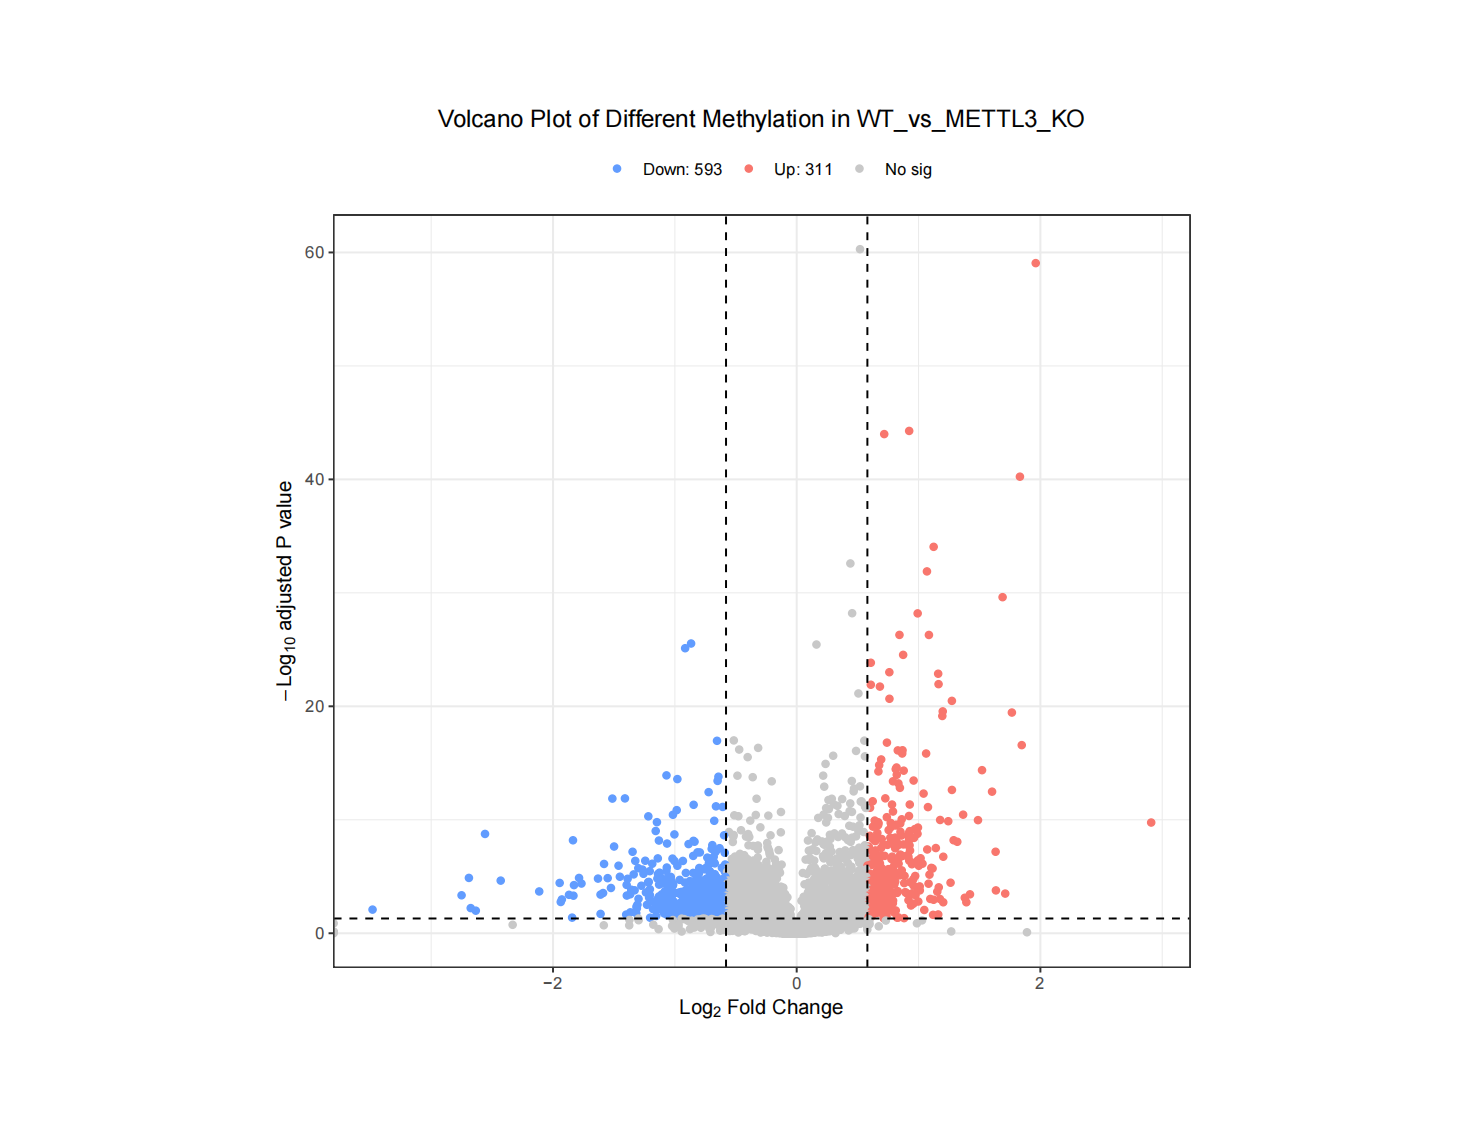 Volcano Plot of Different Methylation in WT_vs_METTL3_KO
Down: 593 Up: 311 No sig
60
40
20
0
−Log10 adjusted P value
−2 0 2
Log2 Fold Change